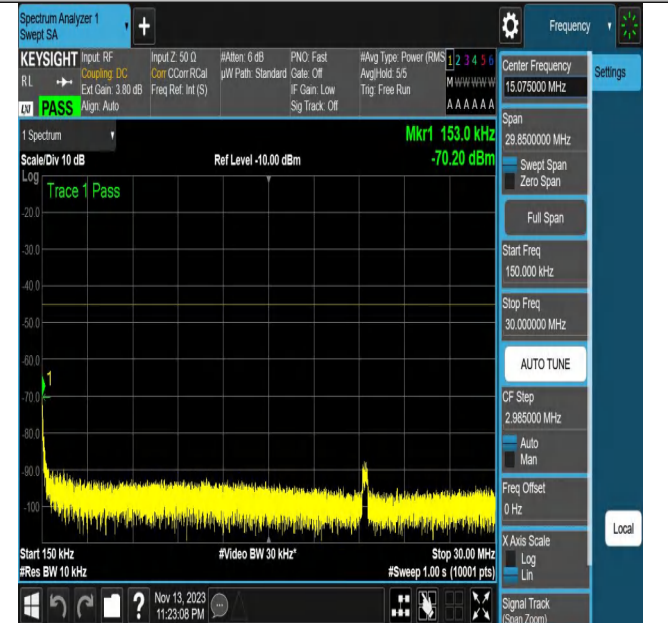 Spectrum Analyzer 1
Swept SA
+
Frequency
KEYSIGHT
RL
LXI
PASS
Input: RF
Coupling: DC
Ext Gain: 3.80 dB
Align: Auto
Input Z: 50 Ω
Corr CCorr RCal
Freq Ref: Int (S)
#Atten: 6 dB
µW Path: Standard
PNO: Fast
Gate: Off
IF Gain: Low
Sig Track: Off
#Avg Type: Power (RMS
Avg|Hold: 5/5
Trig: Free Run
1 2 3 4 5 6
M W W W W W
A A A A A A
1 Spectrum
Mkr1 153.0 kHz
Scale/Div 10 dB
Ref Level -10.00 dBm
-70.20 dBm
Log
Trace 1 Pass
-20.0
-30.0
-40.0
-50.0
-60.0
1
-70.0
-80.0
-90.0
-100
Start 150 kHz
#Video BW 30 kHz*
Stop 30.00 MHz
#Res BW 10 kHz
#Sweep 1.00 s (10001 pts)
?
Nov 13, 2023
11:23:08 PM
Center Frequency
15.075000 MHz
Settings
Span
29.8500000 MHz
Swept Span
Zero Span
Full Span
Start Freq
150.000 kHz
Stop Freq
30.000000 MHz
AUTO TUNE
CF Step
2.985000 MHz
Auto
Man
Freq Offset
0 Hz
Local
X Axis Scale
Log
Lin
Signal Track
(Span Zoom)